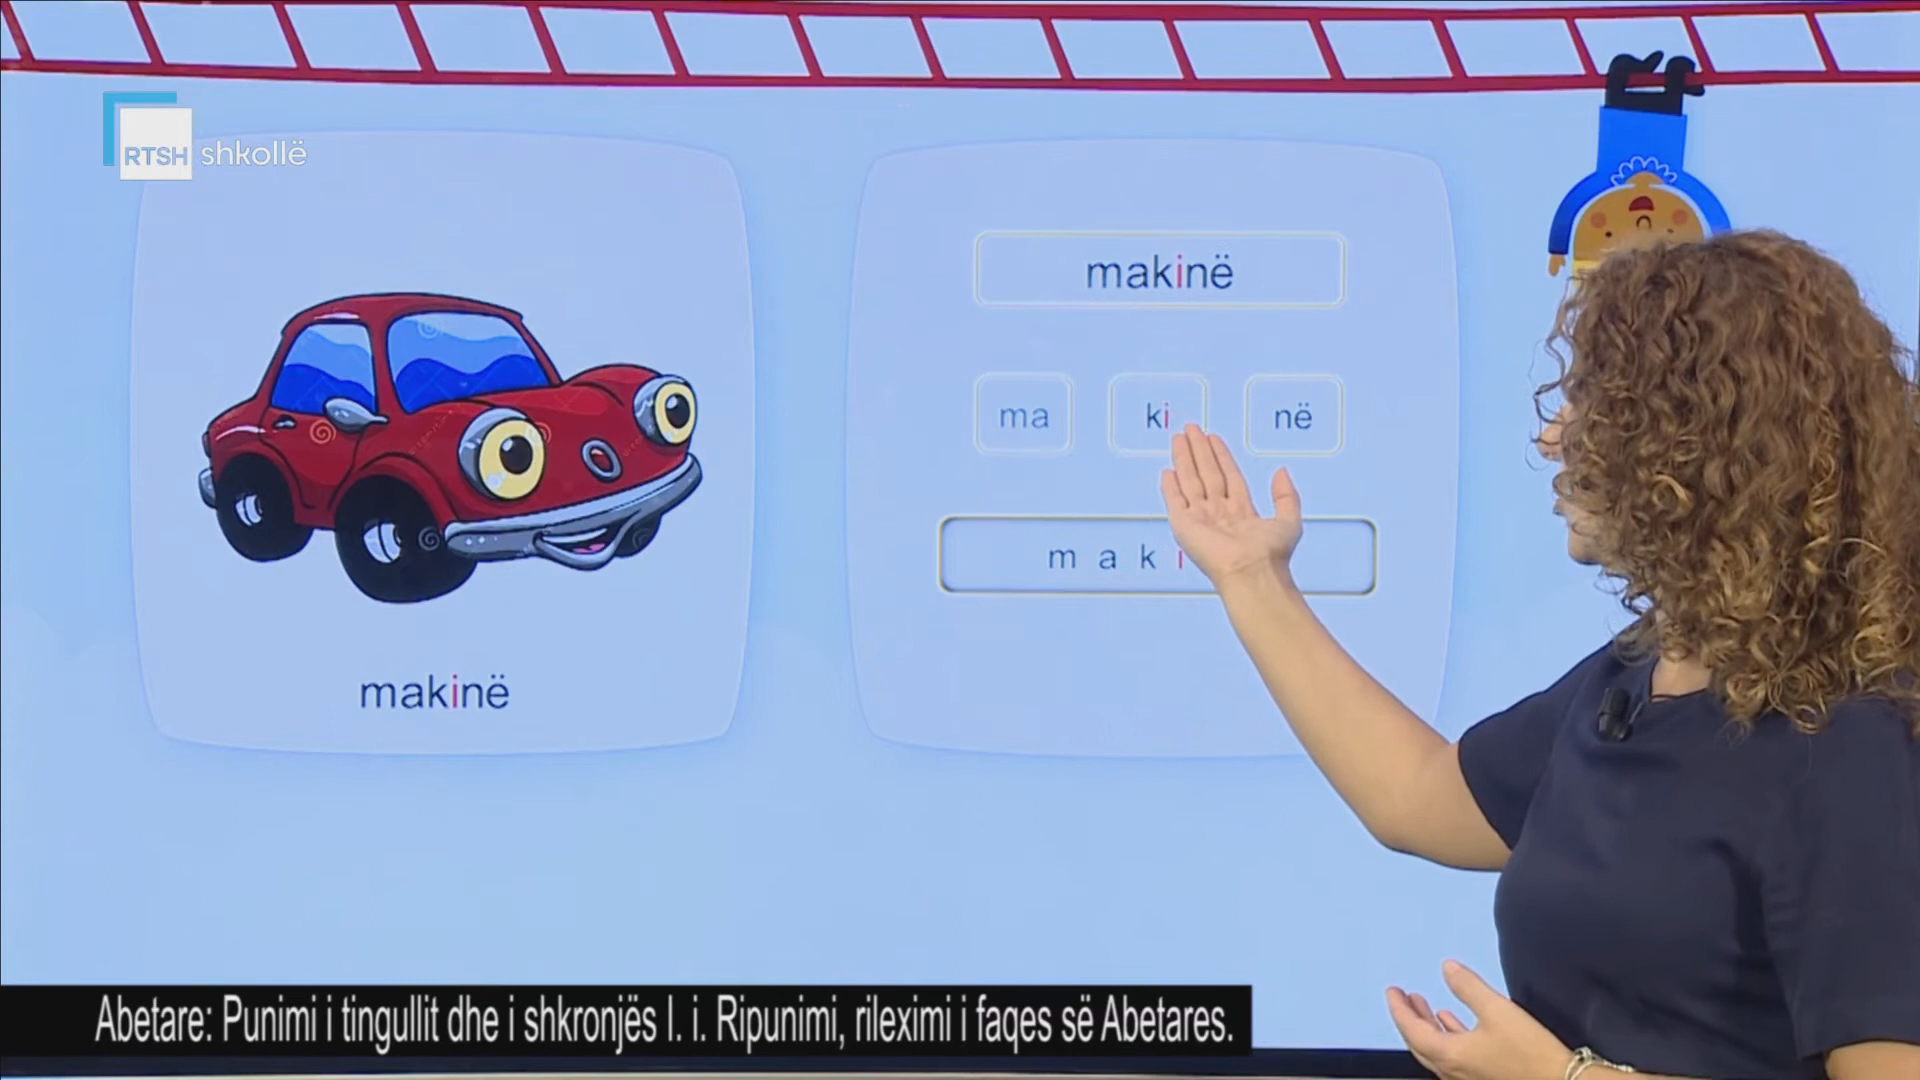 RTSH shkollë
makinë
makinë
ma ki në
m a k i
Abetare: Punimi i tingullit dhe i shkronjës I. i. Ripunimi, rileximi i faqes së Abetares.